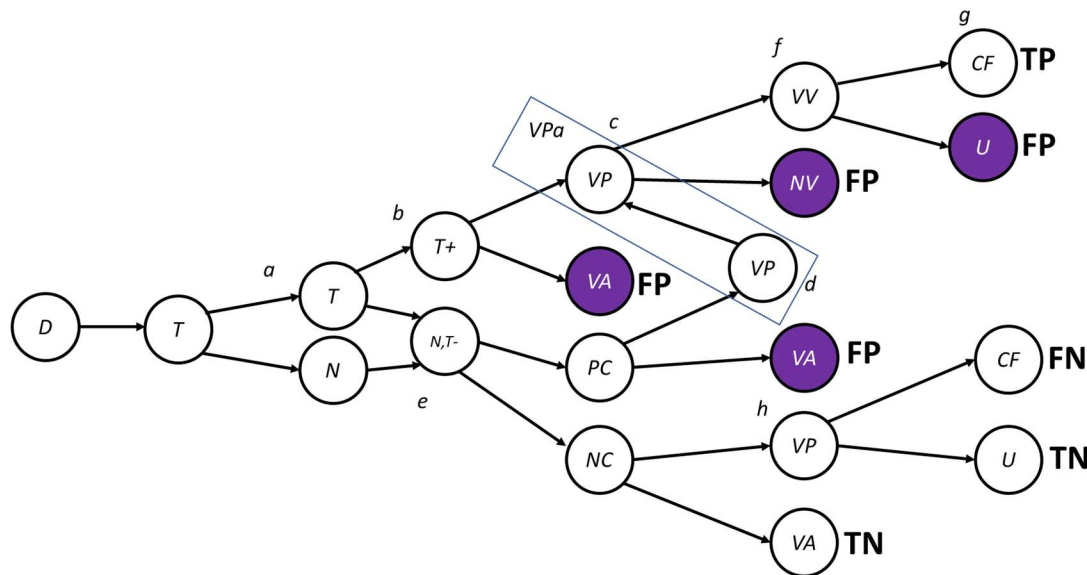 g
f
CF TP
VV
c
VPa
U FP
VP
NV FP
b
T+
a
VP
d
T
VA FP
D
T
N,T-
N
PC
VA FP
CF FN
e
h
VP
NC
U TN
VA TN